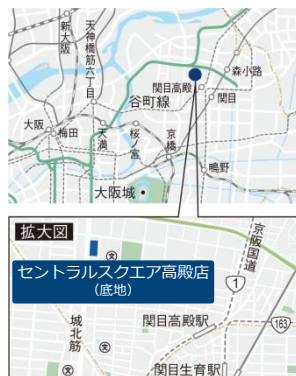 新大阪
天神橋筋六丁目
森小路
関目高殿
谷町線
関目
大阪
梅田
天満
桜ノ宮
京橋
鴫野
大阪城
拡大図
京阪国道
文
セントラルスクエア高殿店
(底地)
1
城北筋
関目高殿駅
163
文
文
関目生育駅